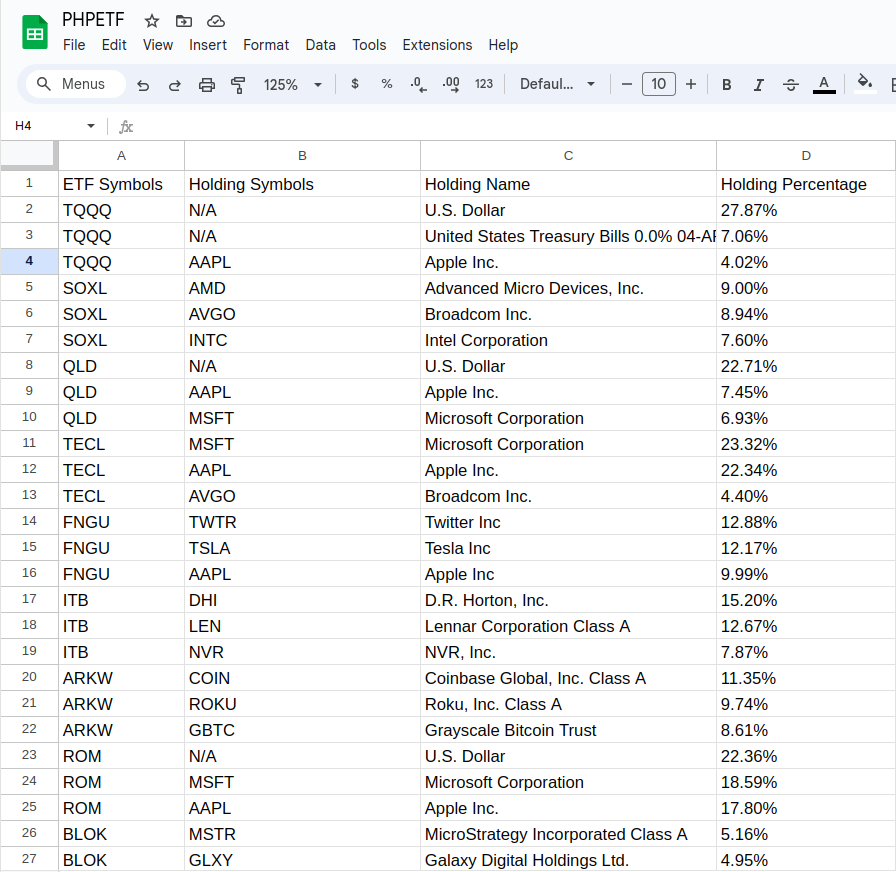 PHPETF
File Edit View Insert Format Data Tools Extensions Help
Menus 125% $ % .0 .00 123 Defaul... − 10 + B I S A
H4 fx
A B C D
1 ETF Symbols Holding Symbols Holding Name Holding Percentage
2 TQQQ N/A U.S. Dollar 27.87%
3 TQQQ N/A United States Treasury Bills 0.0% 04-AP 7.06%
4 TQQQ AAPL Apple Inc. 4.02%
5 SOXL AMD Advanced Micro Devices, Inc. 9.00%
6 SOXL AVGO Broadcom Inc. 8.94%
7 SOXL INTC Intel Corporation 7.60%
8 QLD N/A U.S. Dollar 22.71%
9 QLD AAPL Apple Inc. 7.45%
10 QLD MSFT Microsoft Corporation 6.93%
11 TECL MSFT Microsoft Corporation 23.32%
12 TECL AAPL Apple Inc. 22.34%
13 TECL AVGO Broadcom Inc. 4.40%
14 FNGU TWTR Twitter Inc 12.88%
15 FNGU TSLA Tesla Inc 12.17%
16 FNGU AAPL Apple Inc 9.99%
17 ITB DHI D.R. Horton, Inc. 15.20%
18 ITB LEN Lennar Corporation Class A 12.67%
19 ITB NVR NVR, Inc. 7.87%
20 ARKW COIN Coinbase Global, Inc. Class A 11.35%
21 ARKW ROKU Roku, Inc. Class A 9.74%
22 ARKW GBTC Grayscale Bitcoin Trust 8.61%
23 ROM N/A U.S. Dollar 22.36%
24 ROM MSFT Microsoft Corporation 18.59%
25 ROM AAPL Apple Inc. 17.80%
26 BLOK MSTR MicroStrategy Incorporated Class A 5.16%
27 BLOK GLXY Galaxy Digital Holdings Ltd. 4.95%